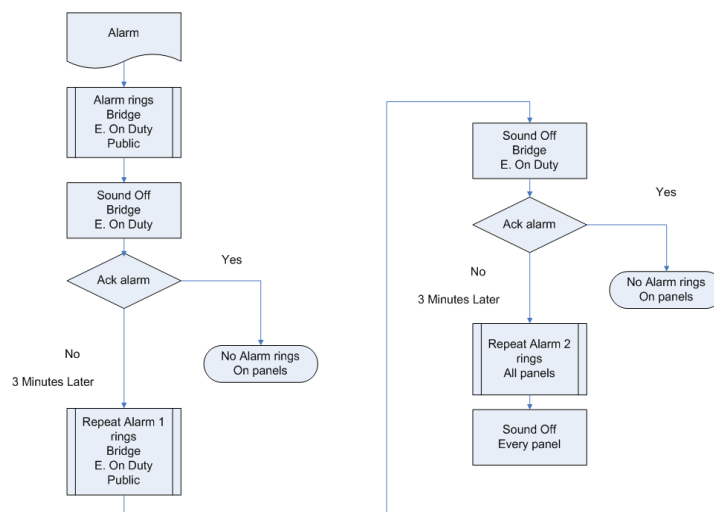 Alarm
Alarm rings
Bridge
E. On Duty
Public
Sound Off
Bridge
E. On Duty
Ack alarm
Yes
No Alarm rings
On panels
No
3 Minutes Later
Repeat Alarm 1
rings
Bridge
E. On Duty
Public
Sound Off
Bridge
E. On Duty
Ack alarm
Yes
No Alarm rings
On panels
No
3 Minutes Later
Repeat Alarm 2
rings
All panels
Sound Off
Every panel